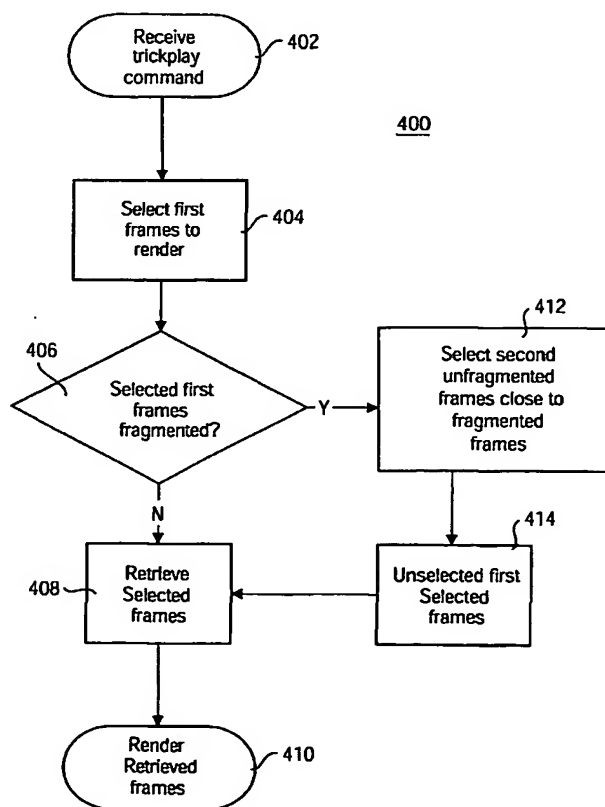 Receive
trickplay
command
402
400
Select first
frames to
render
404
406
Selected first
frames
fragmented?
Y
N
412
Select second
unfragmented
frames close to
fragmented
frames
414
Unselected first
Selected
frames
408
Retrieve
Selected
frames
Render
Retrieved
frames
410